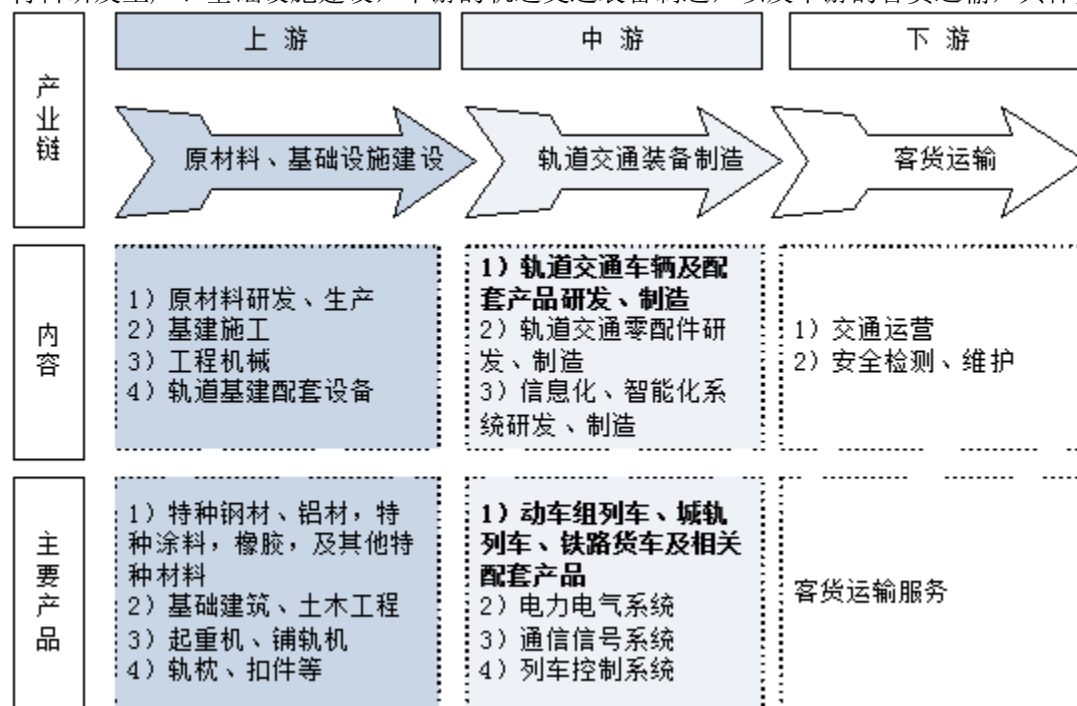 上 游
中 游
下 游
产
业
链
原材料、基础设施建设
轨道交通装备制造
客货运输
内
容
1）原材料研发、生产
2）基建施工
3）工程机械
4）轨道基建配套设备
1）轨道交通车辆及配
套产品研发、制造
2）轨道交通零配件研
发、制造
3）信息化、智能化系
统研发、制造
1）交通运营
2）安全检测、维护
主
要
产
品
1）特种钢材、铝材，特
种涂料，橡胶，及其他特
种材料
2）基础建筑、土木工程
3）起重机、铺轨机
4）轨枕、扣件等
1）动车组列车、城轨
列车、铁路货车及相关
配套产品
2）电力电气系统
3）通信信号系统
4）列车控制系统
客货运输服务